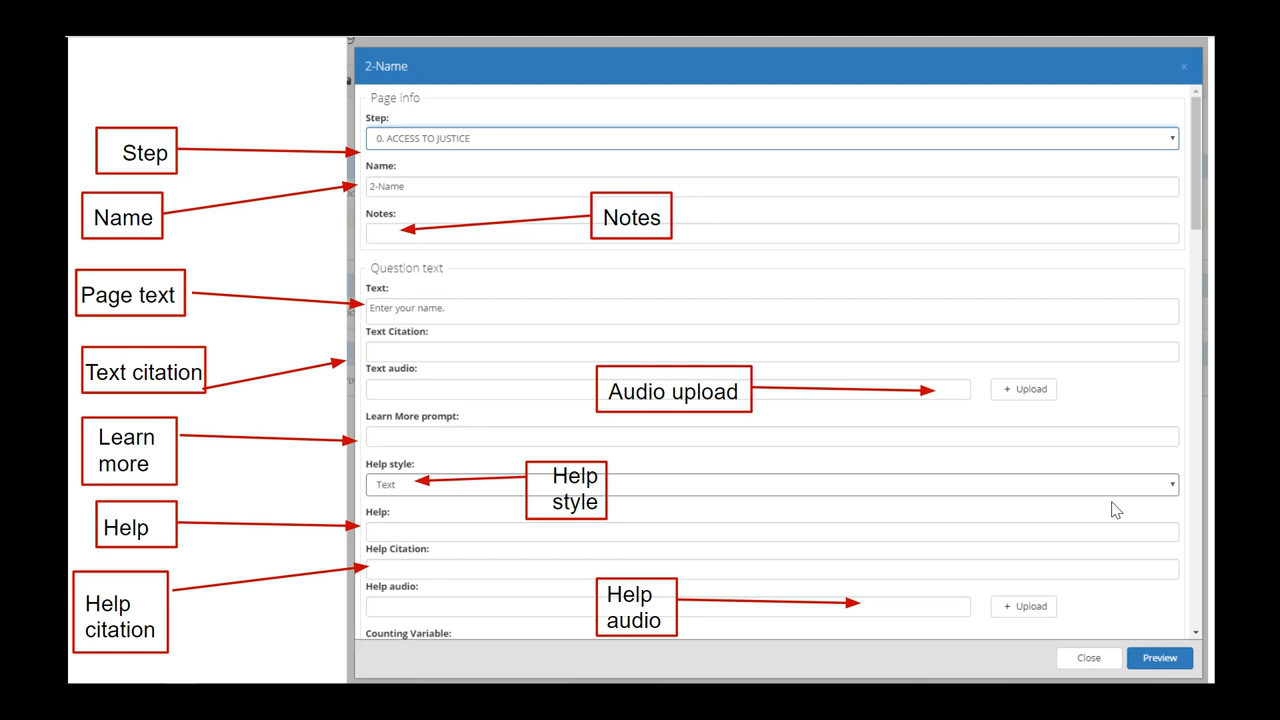 2-Name
x
Page info
Step:
0. ACCESS TO JUSTICE
Step
Name:
2-Name
Name
Notes:
Notes
Question text
Text:
Enter your name.
Page text
Text Citation:
Text citation
Text audio:
+ Upload
Audio upload
Learn More prompt:
Learn
more
Help style:
Text
Help
style
Help:
Help
Help Citation:
Help
citation
Help audio:
+ Upload
Help
audio
Counting Variable:
Close
Preview